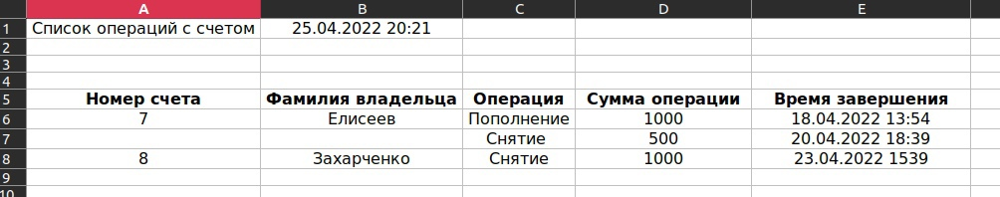 A B C D E
1 Список операций с счетом 25.04.2022 20:21
2
3
4
5 Номер счета Фамилия владельца Операция Сумма операции Время завершения
6 7 Елисеев Пополнение 1000 18.04.2022 13:54
7 Снятие 500 20.04.2022 18:39
8 8 Захарченко Снятие 1000 23.04.2022 1539
9
10